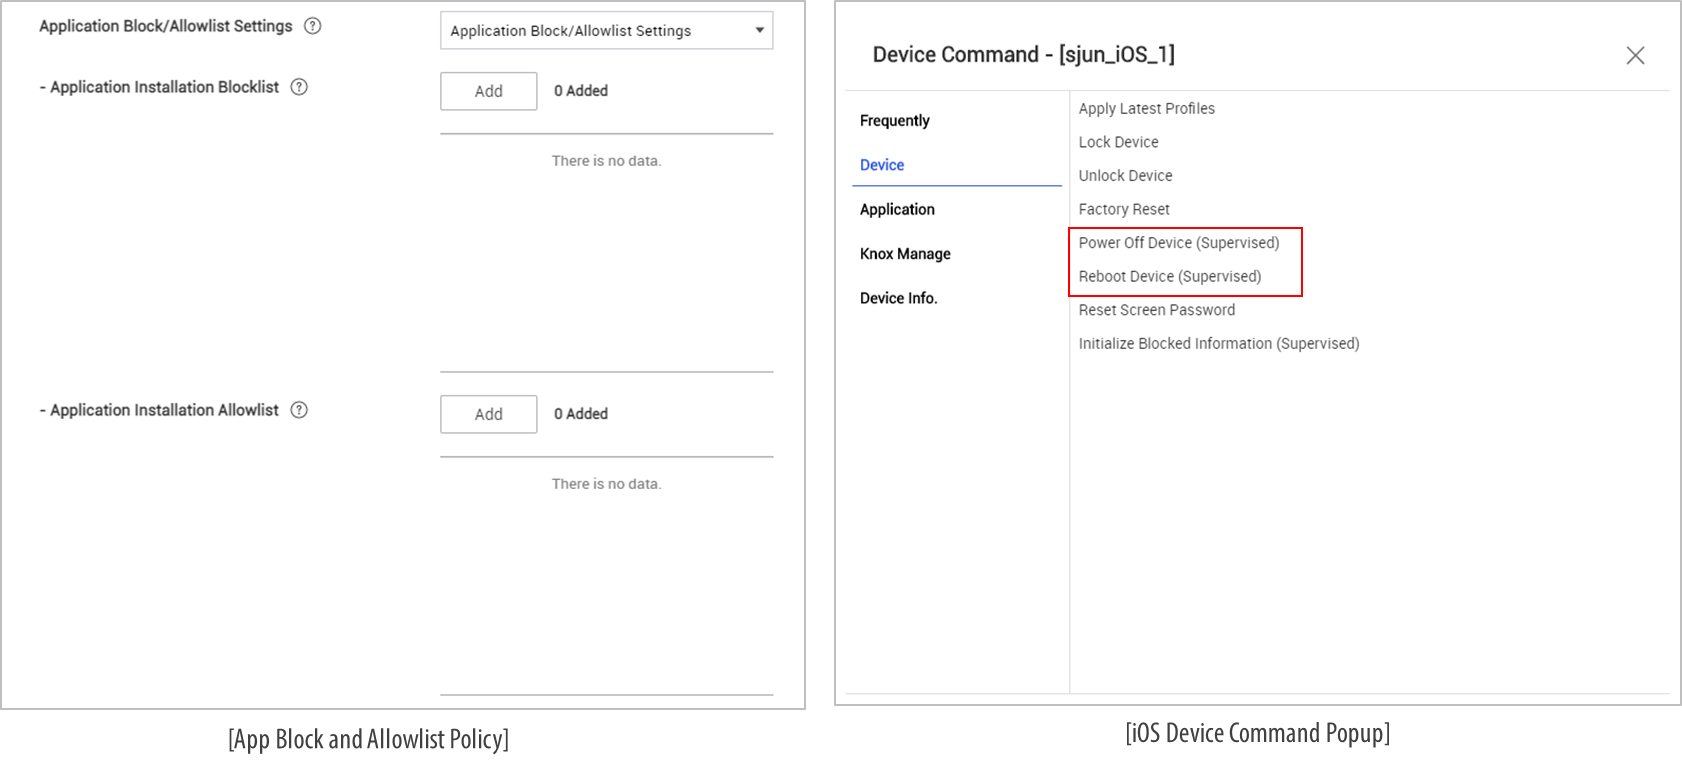 Application Block/Allowlist Settings ?
Application Block/Allowlist Settings
- Application Installation Blocklist ?
Add
0 Added
There is no data.
- Application Installation Allowlist ?
Add
0 Added
There is no data.
[App Block and Allowlist Policy]
Device Command - [sjun_iOS_1]
Frequently
Device
Application
Knox Manage
Device Info.
Apply Latest Profiles
Lock Device
Unlock Device
Factory Reset
Power Off Device (Supervised)
Reboot Device (Supervised)
Reset Screen Password
Initialize Blocked Information (Supervised)
[iOS Device Command Popup]